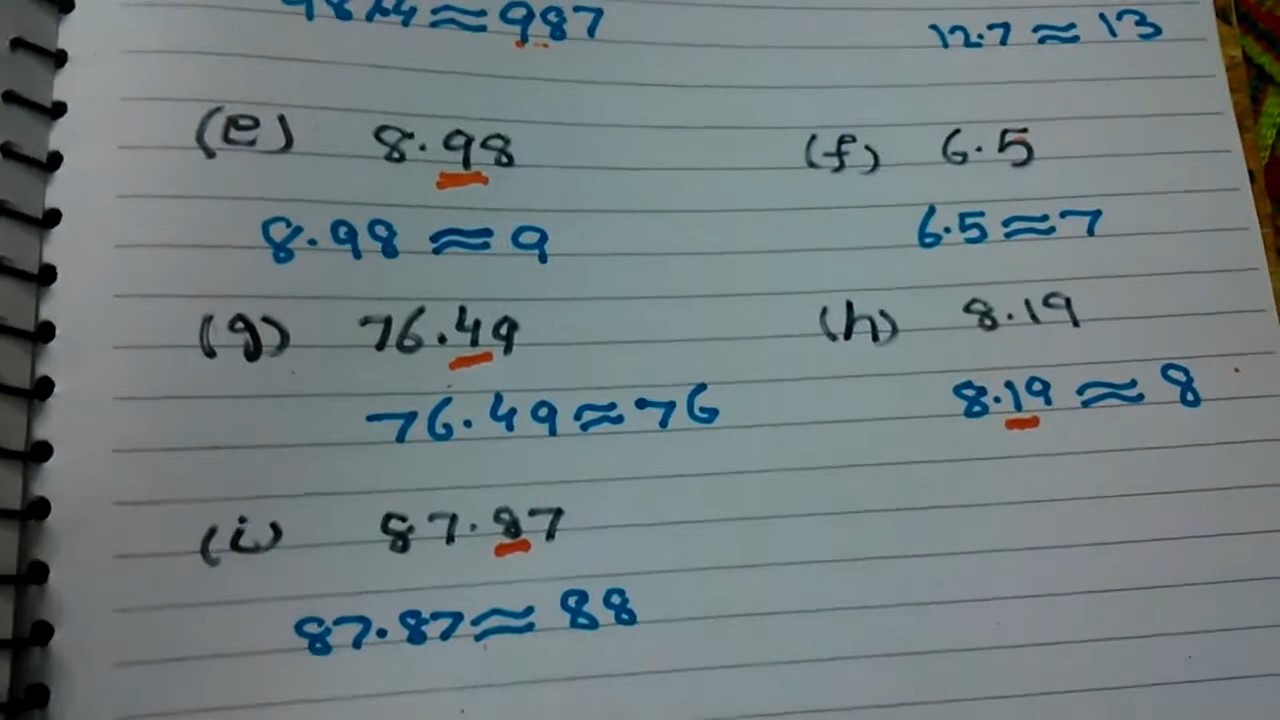 ≈ 987 12.7 ≈ 13
(e) 8.98 (f) 6.5
8.98 ≈ 9 6.5 ≈ 7
(g) 76.49 (h) 8.19
76.49 ≈ 76 8.19 ≈ 8
(i) 87.87
87.87 ≈ 88